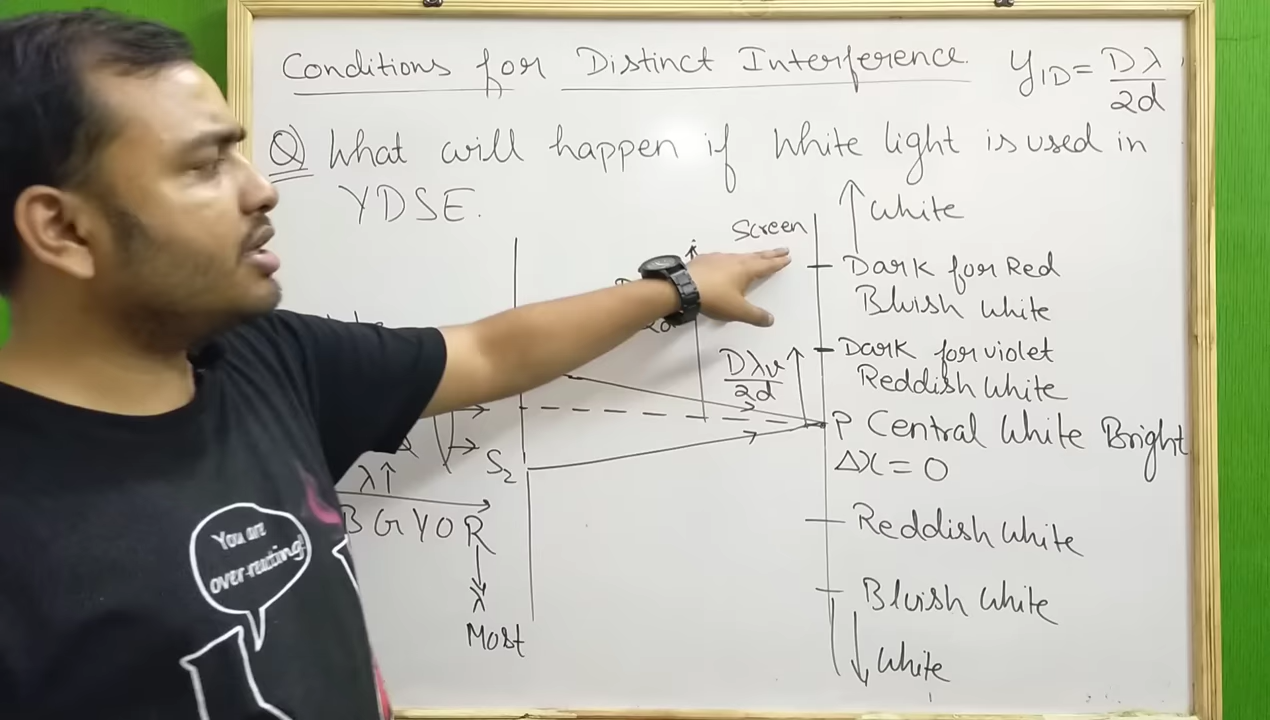 Conditions for Distinct Interference.
y1D = Dλ/2d
Q What will happen if White light is used in
YDSE.
Screen
White
Dark for Red
Bluish White
Dark for violet
Reddish White
Dλv/2d
P Central White Bright
Δx = 0
S2
λ↑
B G Y O R
λ
Most
Reddish White
Bluish White
White
You are
over-reacting!